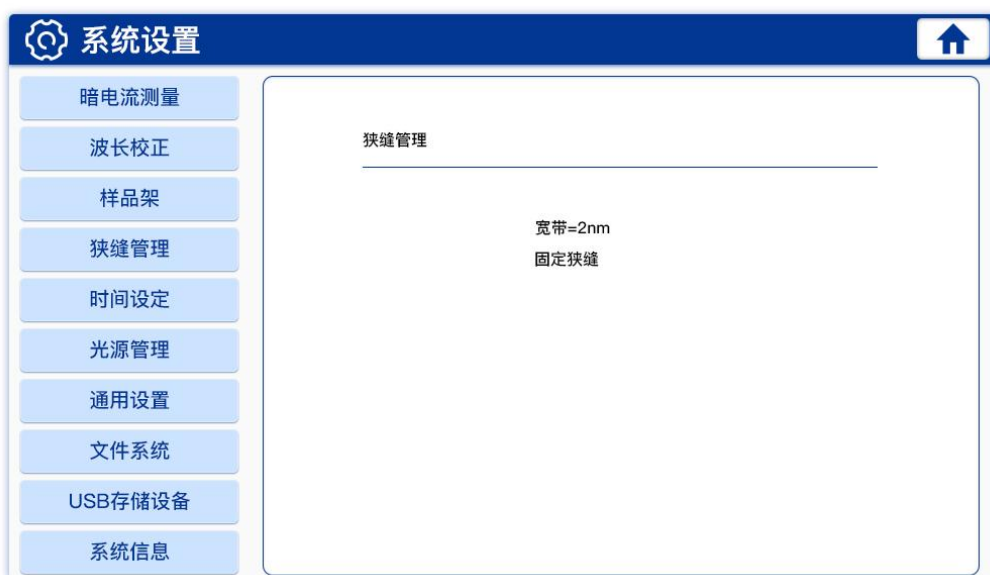 系统设置
暗电流测量
波长校正
样品架
狭缝管理
时间设定
光源管理
通用设置
文件系统
USB存储设备
系统信息
狭缝管理
宽带=2nm
固定狭缝